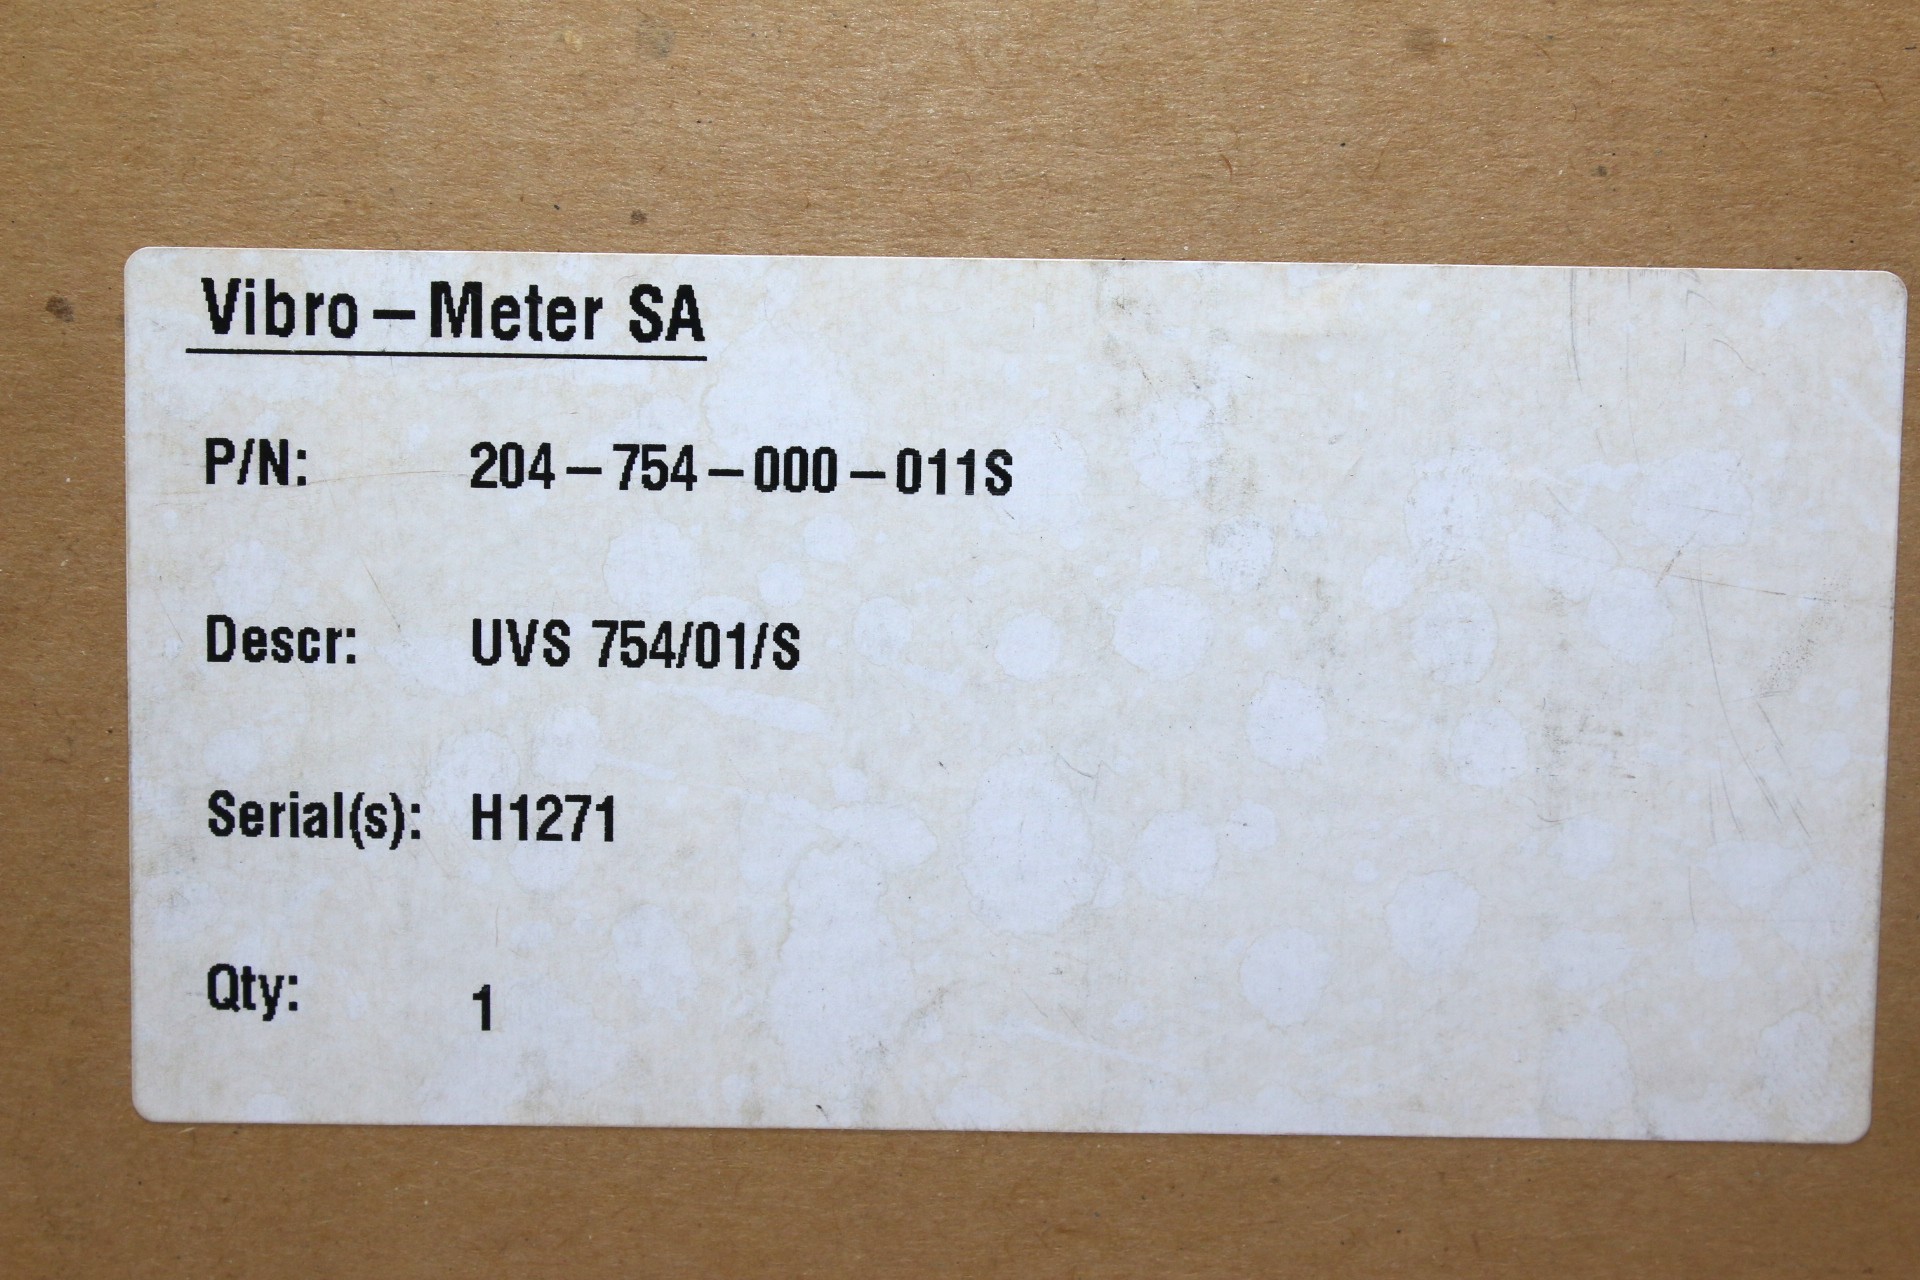 Vibro-Meter SA
P/N: 204-754-000-011S
Descr: UVS 754/01/S
Serial(s): H1271
Qty: 1